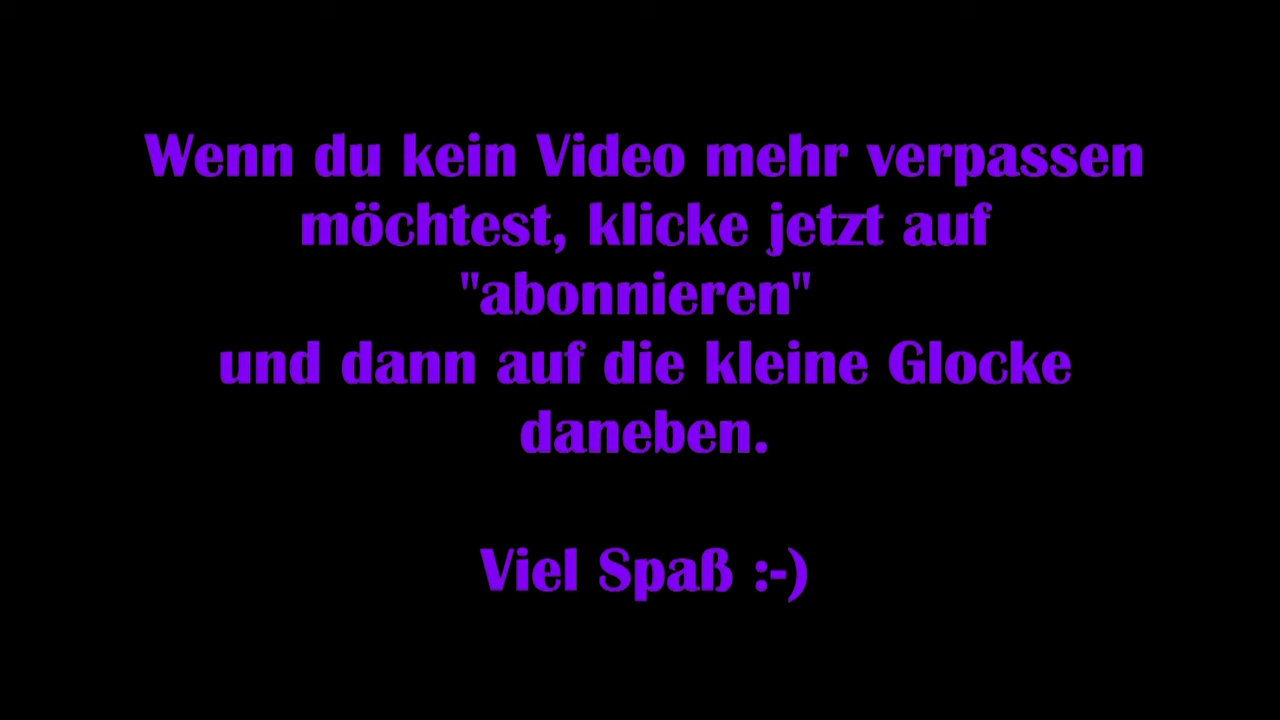 Wenn du kein Video mehr verpassen
möchtest, klicke jetzt auf
"abonnieren"
und dann auf die kleine Glocke
daneben.
Viel Spaß :-)